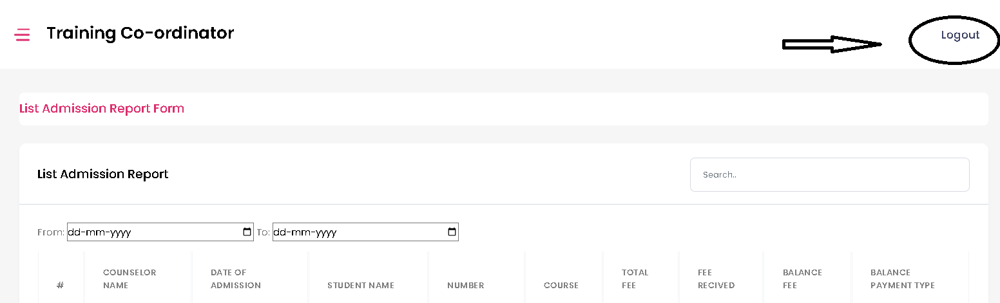 Training Co-ordinator
Logout
List Admission Report Form
List Admission Report
Search..
From: dd-mm-yyyy To: dd-mm-yyyy
COUNSELOR DATE OF TOTAL FEE BALANCE BALANCE
# NAME ADMISSION STUDENT NAME NUMBER COURSE FEE RECIVED FEE PAYMENT TYPE